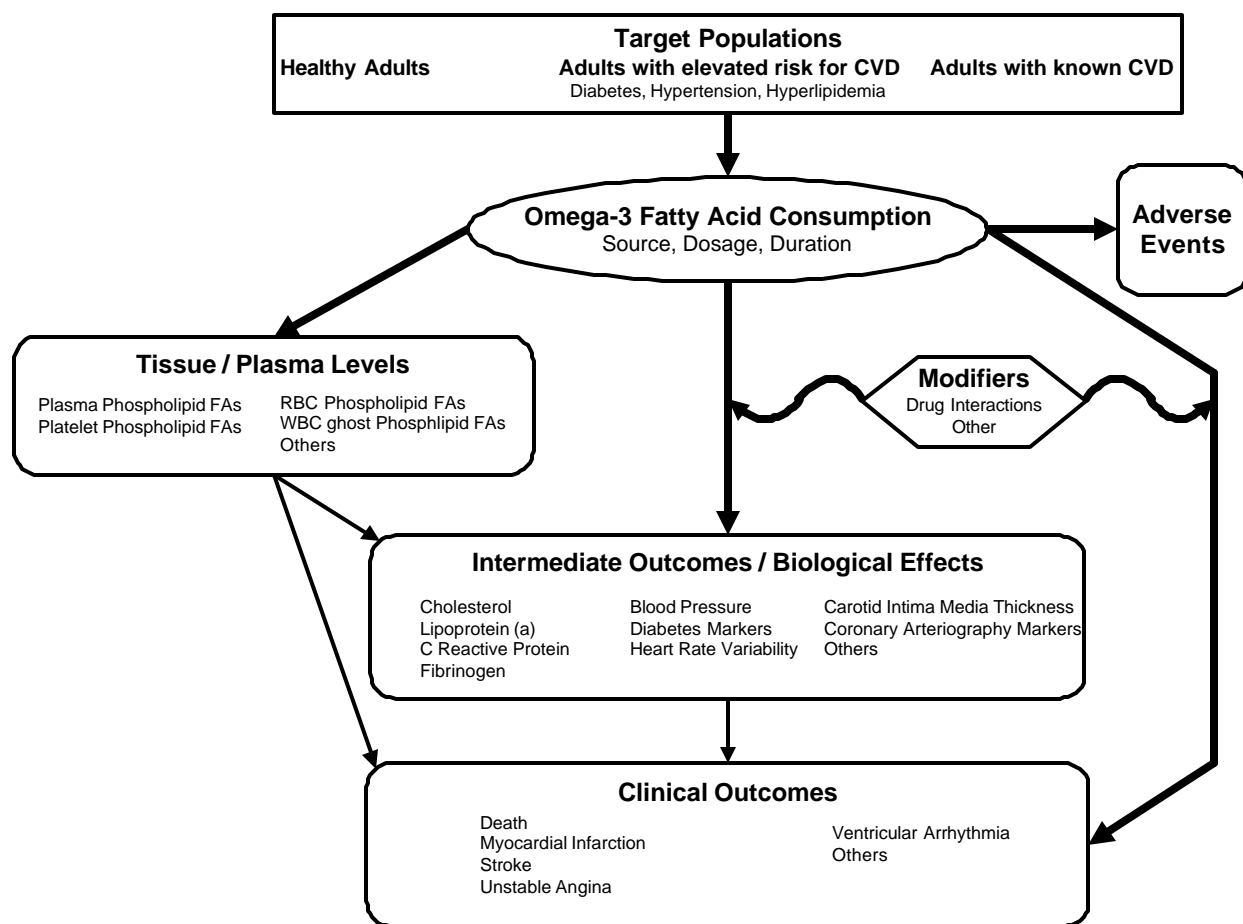 Target Populations
Healthy Adults
Adults with elevated risk for CVD
Adults with known CVD
Diabetes, Hypertension, Hyperlipidemia
Omega-3 Fatty Acid Consumption
Source, Dosage, Duration
Adverse
Events
Tissue / Plasma Levels
Plasma Phospholipid FAs
Platelet Phospholipid FAs
RBC Phospholipid FAs
WBC ghost Phosphlipid FAs
Others
Modifiers
Drug Interactions
Other
Intermediate Outcomes / Biological Effects
Cholesterol
Lipoprotein (a)
C Reactive Protein
Fibrinogen
Blood Pressure
Diabetes Markers
Heart Rate Variability
Carotid Intima Media Thickness
Coronary Arteriography Markers
Others
Clinical Outcomes
Death
Myocardial Infarction
Stroke
Unstable Angina
Ventricular Arrhythmia
Others